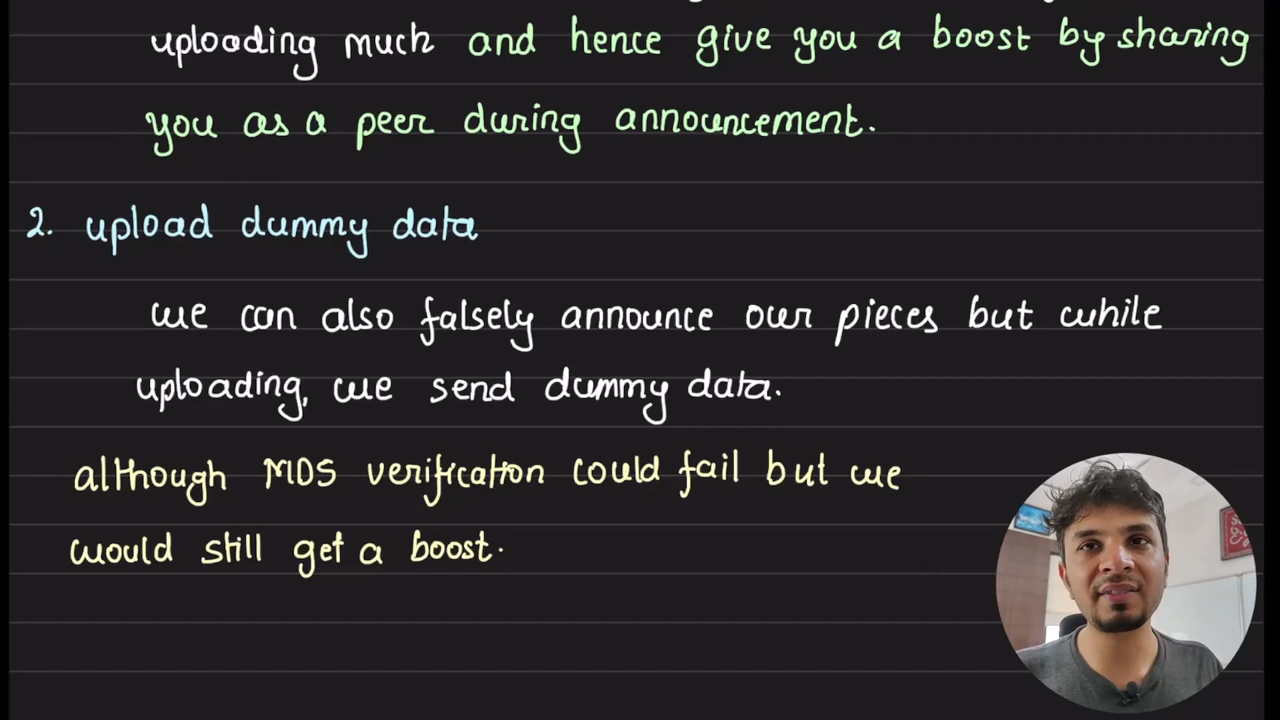 uploading much and hence give you a boost by sharing
you as a peer during announcement.
2. upload dummy data
we can also falsely announce our pieces but while
uploading, we send dummy data.
although MD5 verification could fail but we
would still get a boost.